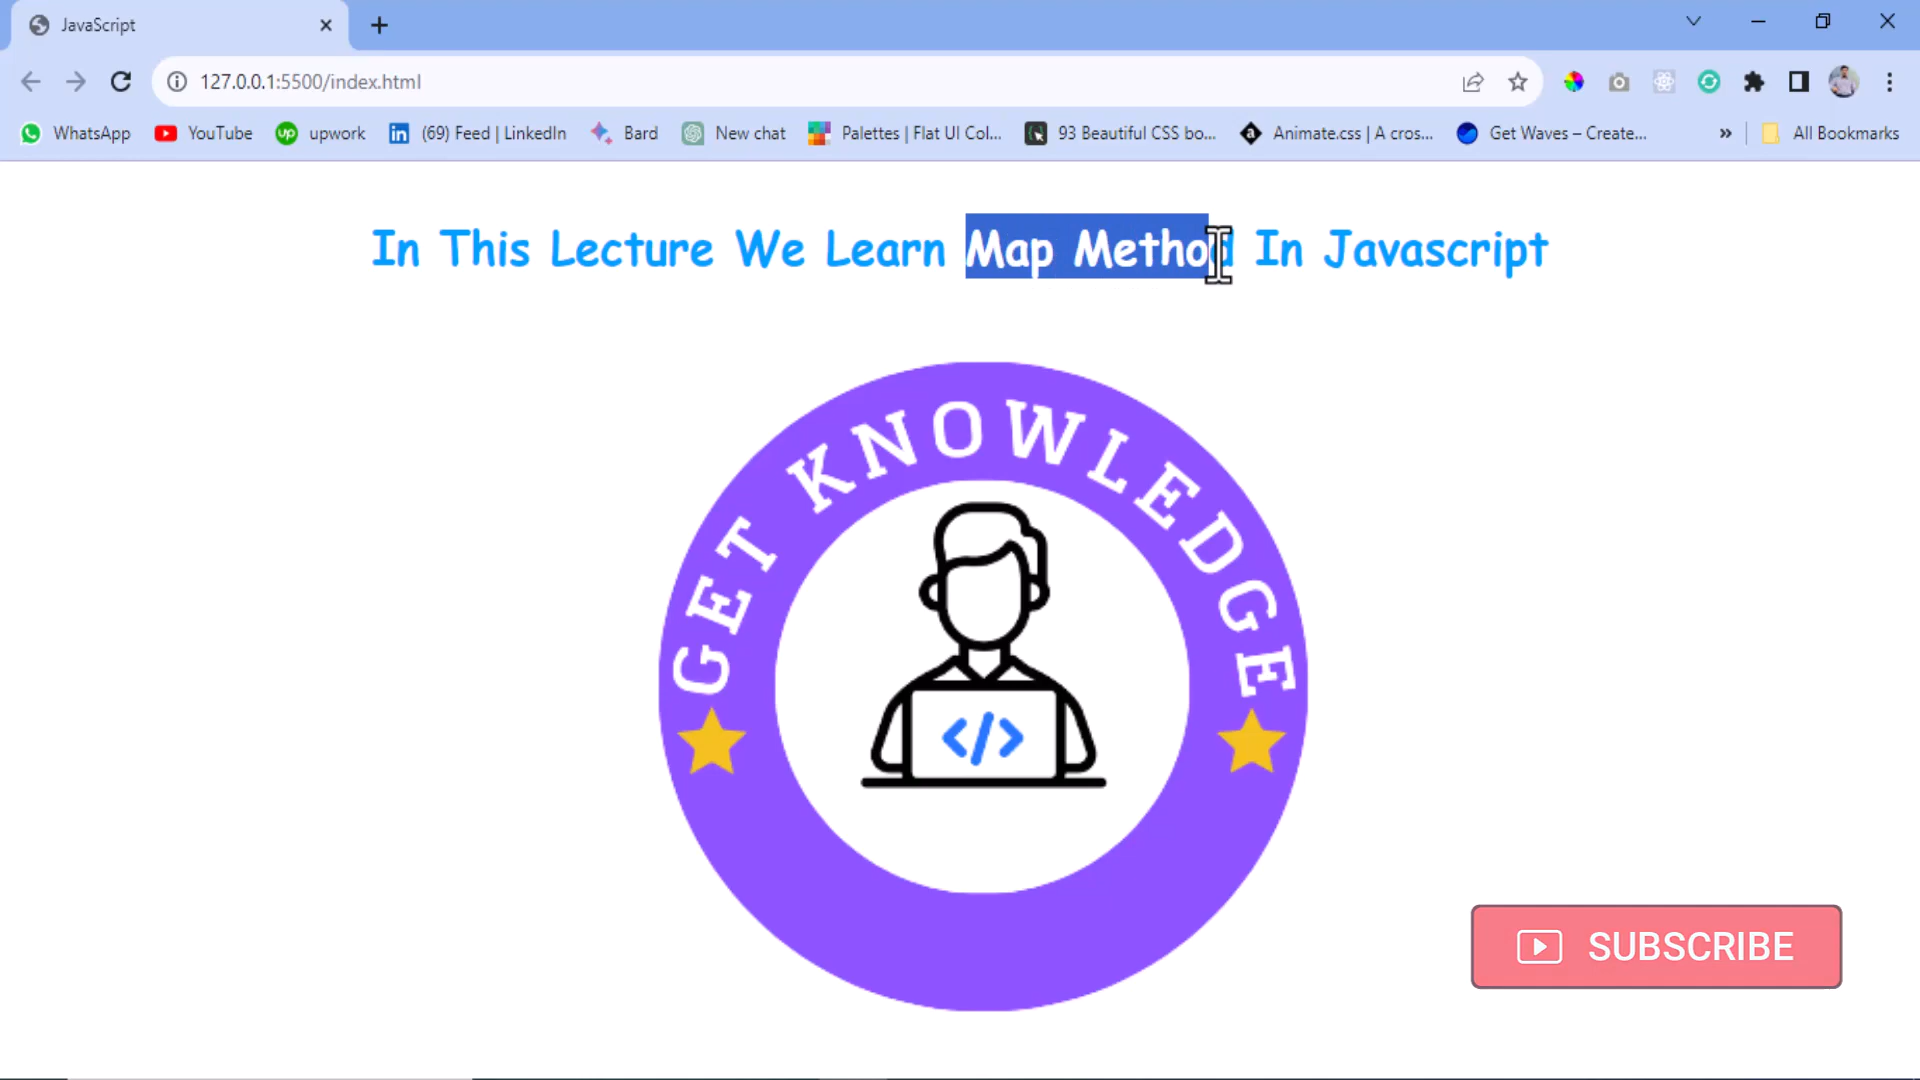 JavaScript
127.0.0.1:5500/index.html
WhatsApp YouTube up upwork in (69) Feed | LinkedIn Bard New chat Palettes | Flat UI Col... 93 Beautiful CSS bo... a Animate.css | A cros... Get Waves – Create... » All Bookmarks
In This Lecture We Learn Map Method In Javascript
GET KNOWLEDGE
</>
SUBSCRIBE